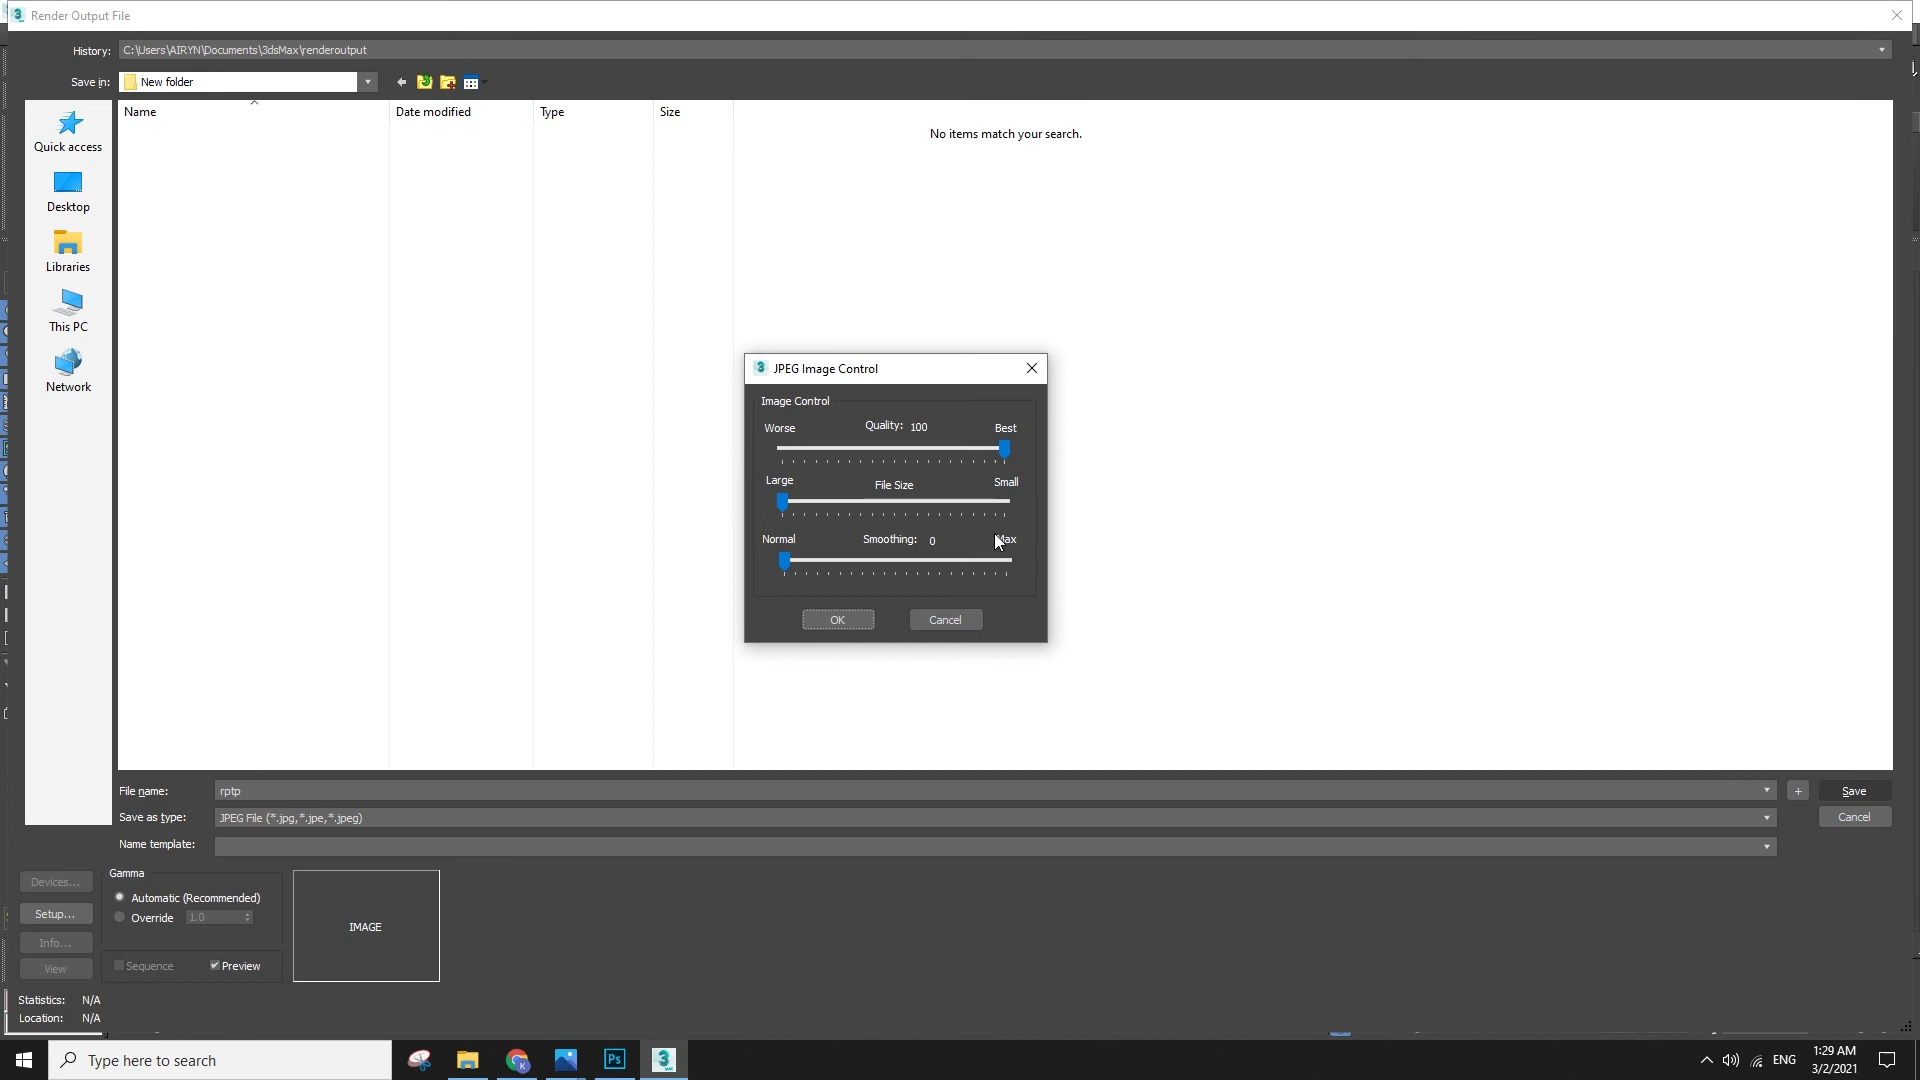 Render Output File
History: C:\Users\AIRYN\Documents\3dsMax\renderoutput
Save in: New folder
Name Date modified Type Size
No items match your search.
Quick access
Desktop
Libraries
This PC
Network
JPEG Image Control
Image Control
Worse Quality: 100 Best
Large File Size Small
Normal Smoothing: 0 Max
OK Cancel
File name: rptp + Save
Save as type: JPEG File (*.jpg,*.jpe,*.jpeg) Cancel
Name template:
Devices... Gamma
Automatic (Recommended)
Setup... Override 1.0
IMAGE
Info...
View Sequence Preview
Statistics: N/A
Location: N/A
Type here to search
Ps
3
ENG
1:29 AM
3/2/2021